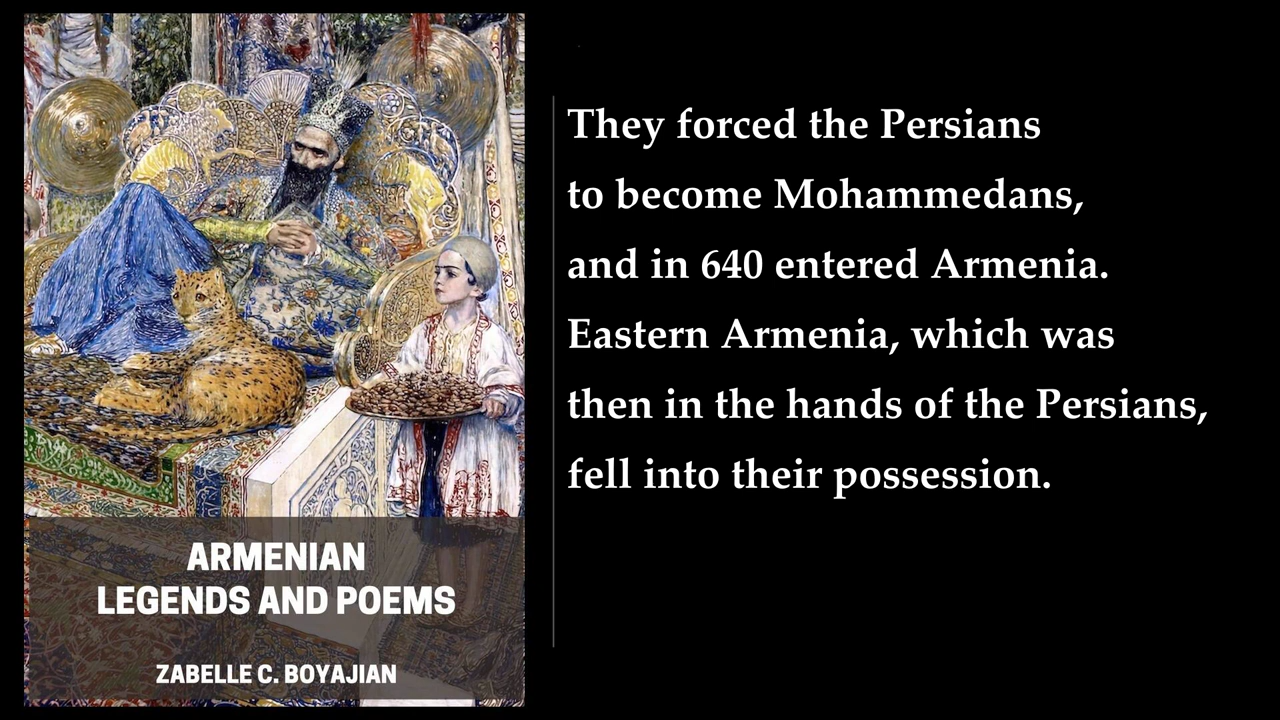 They forced the Persians
to become Mohammedans,
and in 640 entered Armenia.
Eastern Armenia, which was
then in the hands of the Persians,
fell into their possession.
ARMENIAN
LEGENDS AND POEMS
ZABELLE C. BOYAJIAN